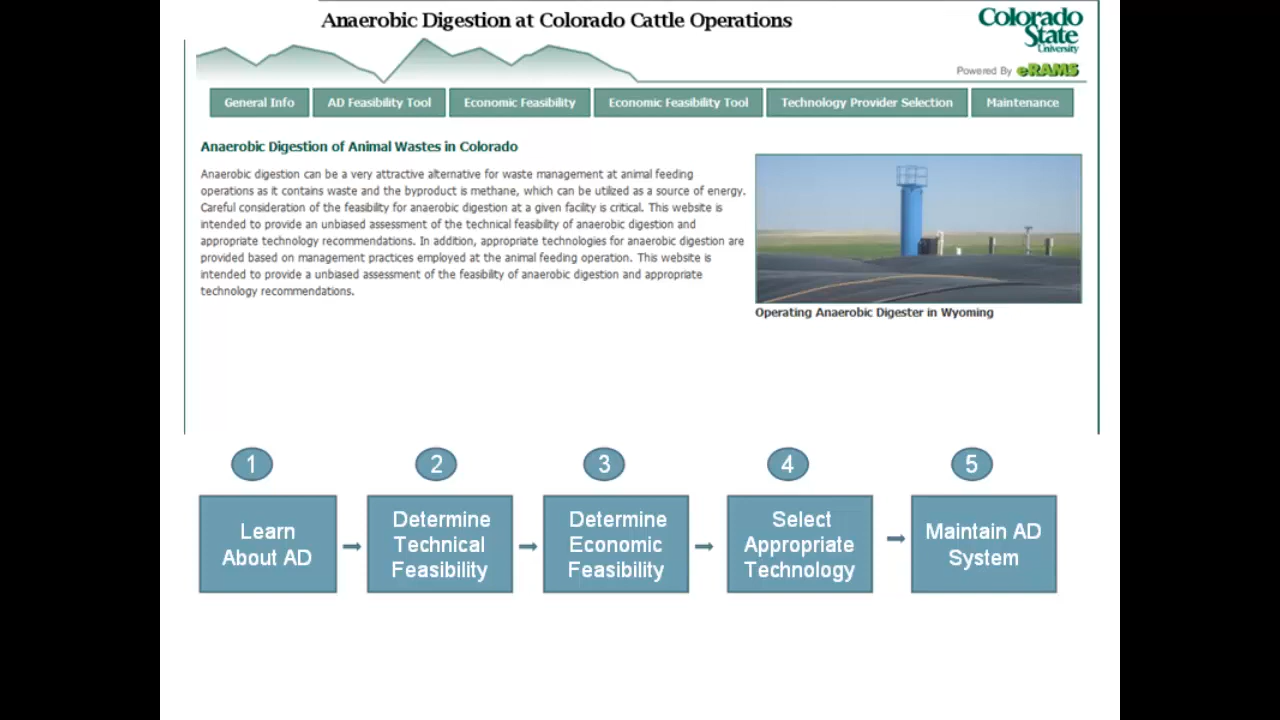 Anaerobic Digestion at Colorado Cattle Operations
Colorado
State
University
Powered By eRAMS
General Info
AD Feasibility Tool
Economic Feasibility
Economic Feasibility Tool
Technology Provider Selection
Maintenance
Anaerobic Digestion of Animal Wastes in Colorado
Anaerobic digestion can be a very attractive alternative for waste management at animal feeding
operations as it contains waste and the byproduct is methane, which can be utilized as a source of energy.
Careful consideration of the feasibility for anaerobic digestion at a given facility is critical. This website is
intended to provide an unbiased assessment of the technical feasibility of anaerobic digestion and
appropriate technology recommendations. In addition, appropriate technologies for anaerobic digestion are
provided based on management practices employed at the animal feeding operation. This website is
intended to provide a unbiased assessment of the feasibility of anaerobic digestion and appropriate
technology recommendations.
Operating Anaerobic Digester in Wyoming
1
Learn
About AD
2
Determine
Technical
Feasibility
3
Determine
Economic
Feasibility
4
Select
Appropriate
Technology
5
Maintain AD
System